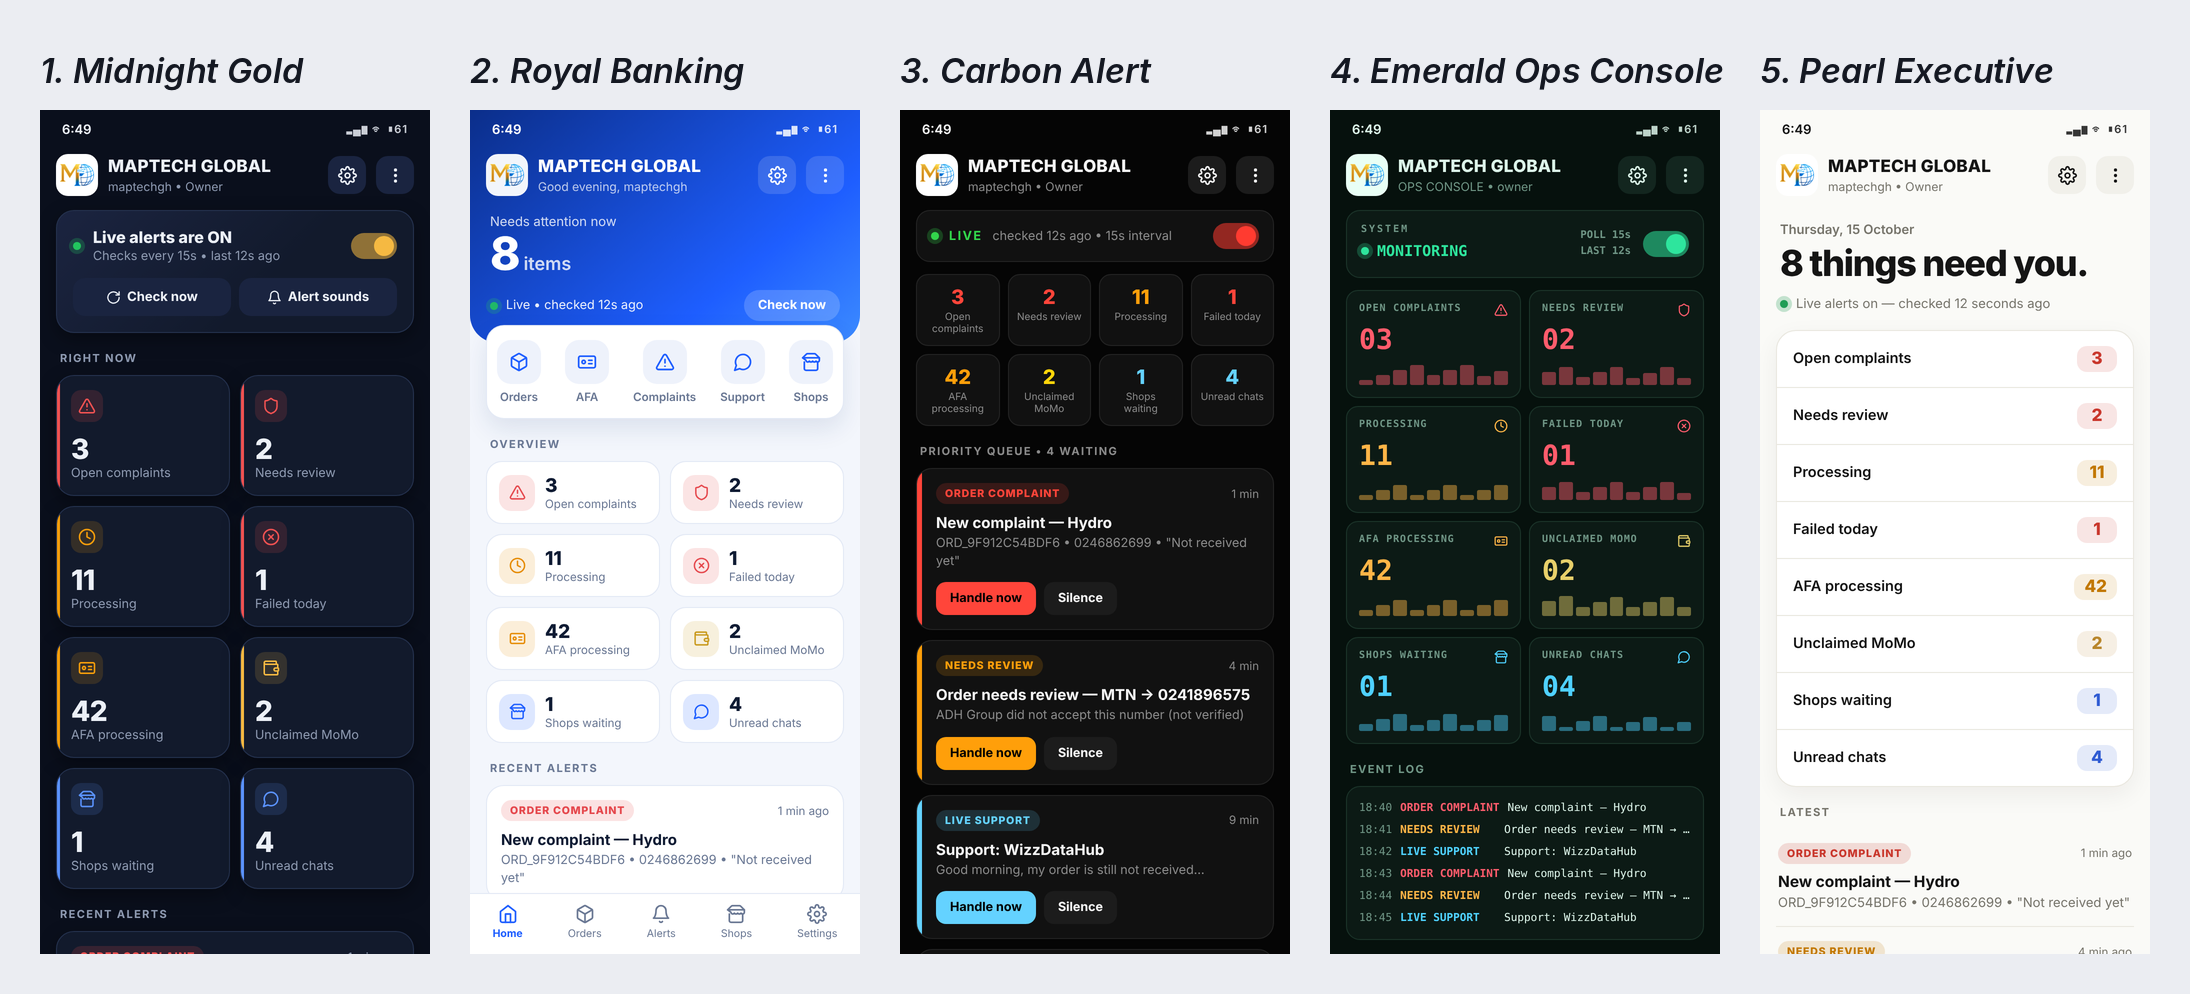 1. Midnight Gold
6:49
61
MAPTECH GLOBAL
maptechgh • Owner
Live alerts are ON
Checks every 15s • last 12s ago
Check now
Alert sounds
RIGHT NOW
3
Open complaints
2
Needs review
11
Processing
1
Failed today
42
AFA processing
2
Unclaimed MoMo
1
Shops waiting
4
Unread chats
RECENT ALERTS
ORDER COMPLAINT
2. Royal Banking
6:49
61
MAPTECH GLOBAL
Good evening, maptechgh
Needs attention now
8 items
Live • checked 12s ago
Check now
Orders
AFA
Complaints
Support
Shops
OVERVIEW
3
Open complaints
2
Needs review
11
Processing
1
Failed today
42
AFA processing
2
Unclaimed MoMo
1
Shops waiting
4
Unread chats
RECENT ALERTS
ORDER COMPLAINT
1 min ago
New complaint — Hydro
ORD_9F912C54BDF6 • 0246862699 • "Not received
yet"
Home
Orders
Alerts
Shops
Settings
3. Carbon Alert
6:49
61
MAPTECH GLOBAL
maptechgh • Owner
LIVE checked 12s ago • 15s interval
3
Open
complaints
2
Needs review
11
Processing
1
Failed today
42
AFA
processing
2
Unclaimed
MoMo
1
Shops
waiting
4
Unread chats
PRIORITY QUEUE • 4 WAITING
ORDER COMPLAINT
1 min
New complaint — Hydro
ORD_9F912C54BDF6 • 0246862699 • "Not received
yet"
Handle now
Silence
NEEDS REVIEW
4 min
Order needs review — MTN → 0241896575
ADH Group did not accept this number (not verified)
Handle now
Silence
LIVE SUPPORT
9 min
Support: WizzDataHub
Good morning, my order is still not received…
Handle now
Silence
4. Emerald Ops Console
6:49
61
MAPTECH GLOBAL
OPS CONSOLE • owner
SYSTEM
MONITORING
POLL 15s
LAST 12s
OPEN COMPLAINTS
03
NEEDS REVIEW
02
PROCESSING
11
FAILED TODAY
01
AFA PROCESSING
42
UNCLAIMED MOMO
02
SHOPS WAITING
01
UNREAD CHATS
04
EVENT LOG
18:40 ORDER COMPLAINT New complaint — Hydro
18:41 NEEDS REVIEW Order needs review — MTN → …
18:42 LIVE SUPPORT Support: WizzDataHub
18:43 ORDER COMPLAINT New complaint — Hydro
18:44 NEEDS REVIEW Order needs review — MTN → …
18:45 LIVE SUPPORT Support: WizzDataHub
5. Pearl Executive
6:49
61
MAPTECH GLOBAL
maptechgh • Owner
Thursday, 15 October
8 things need you.
Live alerts on — checked 12 seconds ago
Open complaints 3
Needs review 2
Processing 11
Failed today 1
AFA processing 42
Unclaimed MoMo 2
Shops waiting 1
Unread chats 4
LATEST
ORDER COMPLAINT
1 min ago
New complaint — Hydro
ORD_9F912C54BDF6 • 0246862699 • "Not received yet"
NEEDS REVIEW
4 min ago